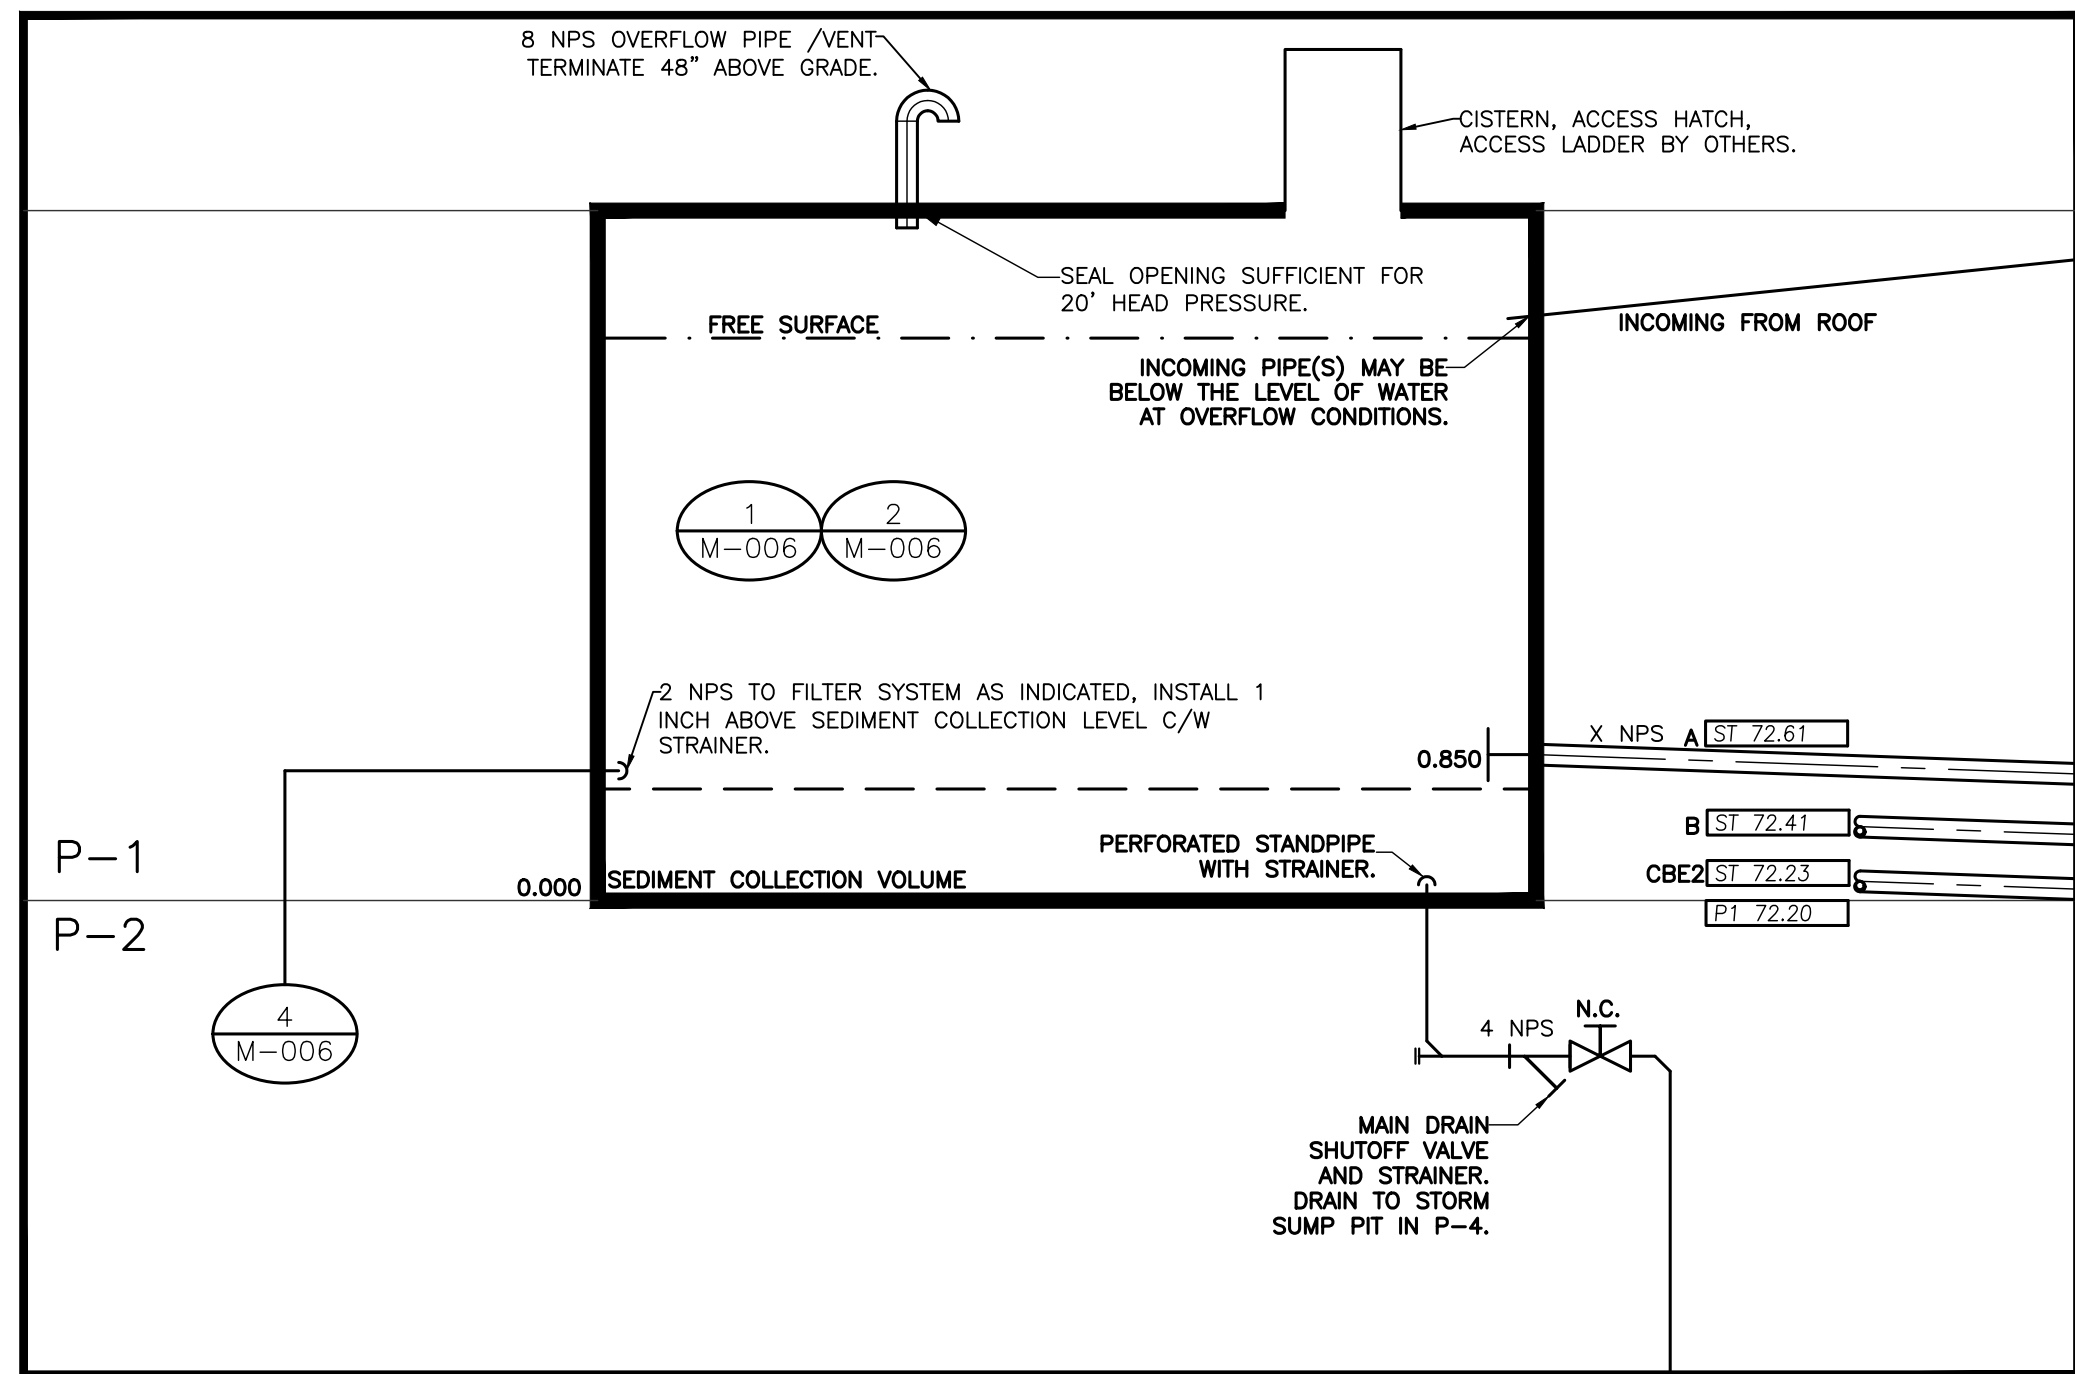 8 NPS OVERFLOW PIPE /VENT
TERMINATE 48" ABOVE GRADE.
CISTERN, ACCESS HATCH,
ACCESS LADDER BY OTHERS.
SEAL OPENING SUFFICIENT FOR
20' HEAD PRESSURE.
FREE SURFACE
INCOMING FROM ROOF
INCOMING PIPE(S) MAY BE
BELOW THE LEVEL OF WATER
AT OVERFLOW CONDITIONS.
1
M-006
2
M-006
2 NPS TO FILTER SYSTEM AS INDICATED, INSTALL 1
INCH ABOVE SEDIMENT COLLECTION LEVEL C/W
STRAINER.
0.850
X NPS A ST 72.61
B ST 72.41
CBE2 ST 72.23
P1 72.20
PERFORATED STANDPIPE
WITH STRAINER.
P-1
0.000
SEDIMENT COLLECTION VOLUME
P-2
4
M-006
N.C.
4 NPS
MAIN DRAIN
SHUTOFF VALVE
AND STRAINER.
DRAIN TO STORM
SUMP PIT IN P-4.